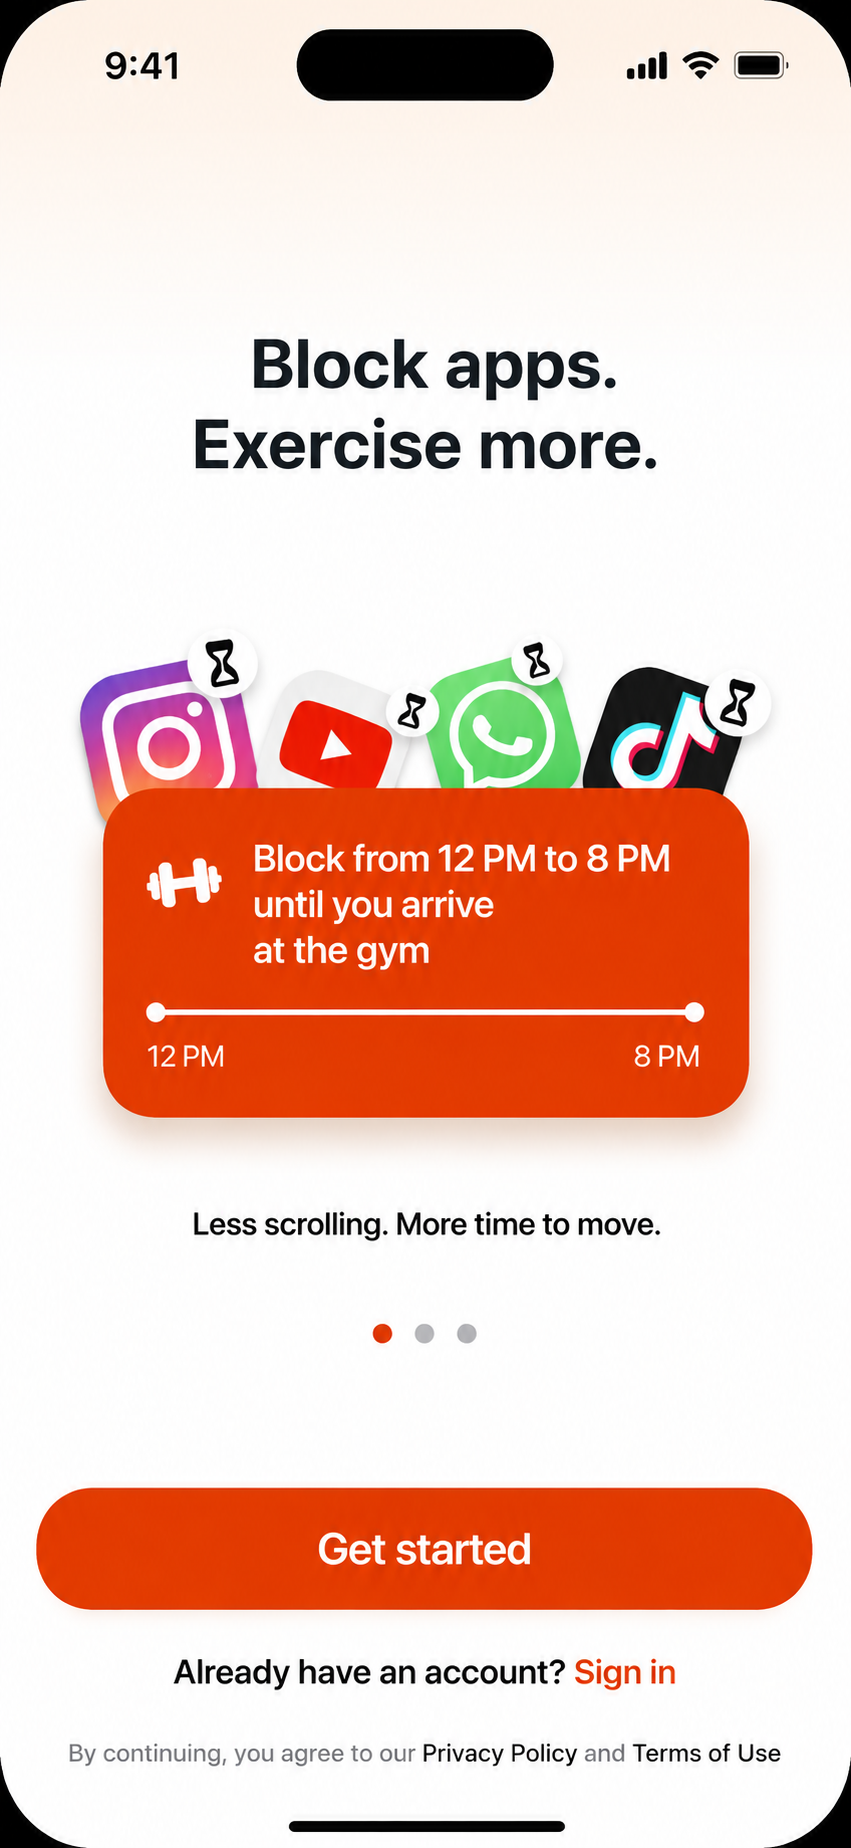 9:41
Block apps.
Exercise more.
Block from 12 PM to 8 PM
until you arrive
at the gym
12 PM
8 PM
Less scrolling. More time to move.
Get started
Already have an account? Sign in
By continuing, you agree to our Privacy Policy and Terms of Use